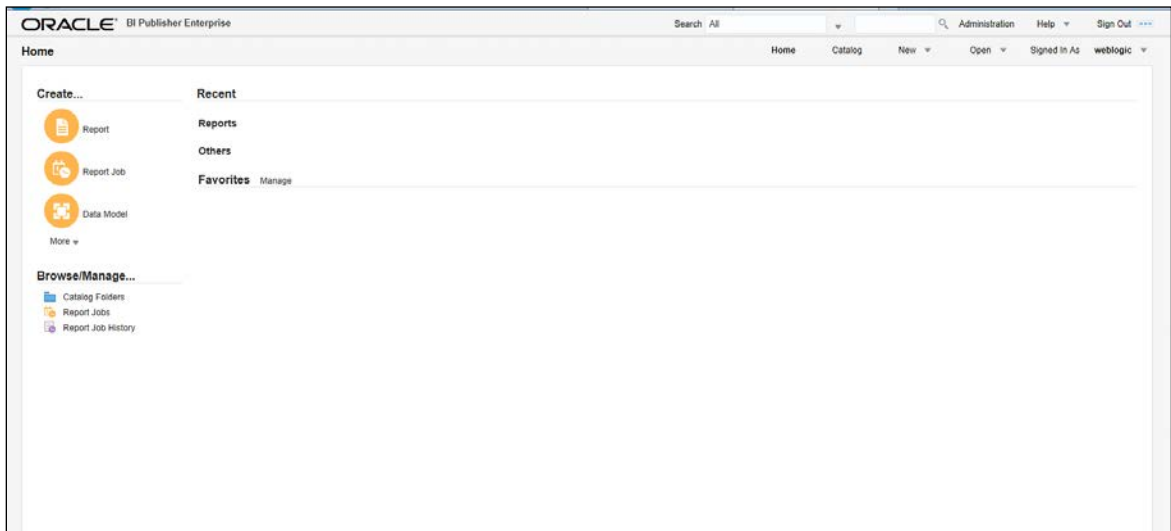 ORACLE BI Publisher Enterprise Search All Administration Help Sign Out
Home Home Catalog New Open Signed In As weblogic
Create...
Report
Report Job
Data Model
More
Browse/Manage...
Catalog Folders
Report Jobs
Report Job History
Recent
Reports
Others
Favorites Manage